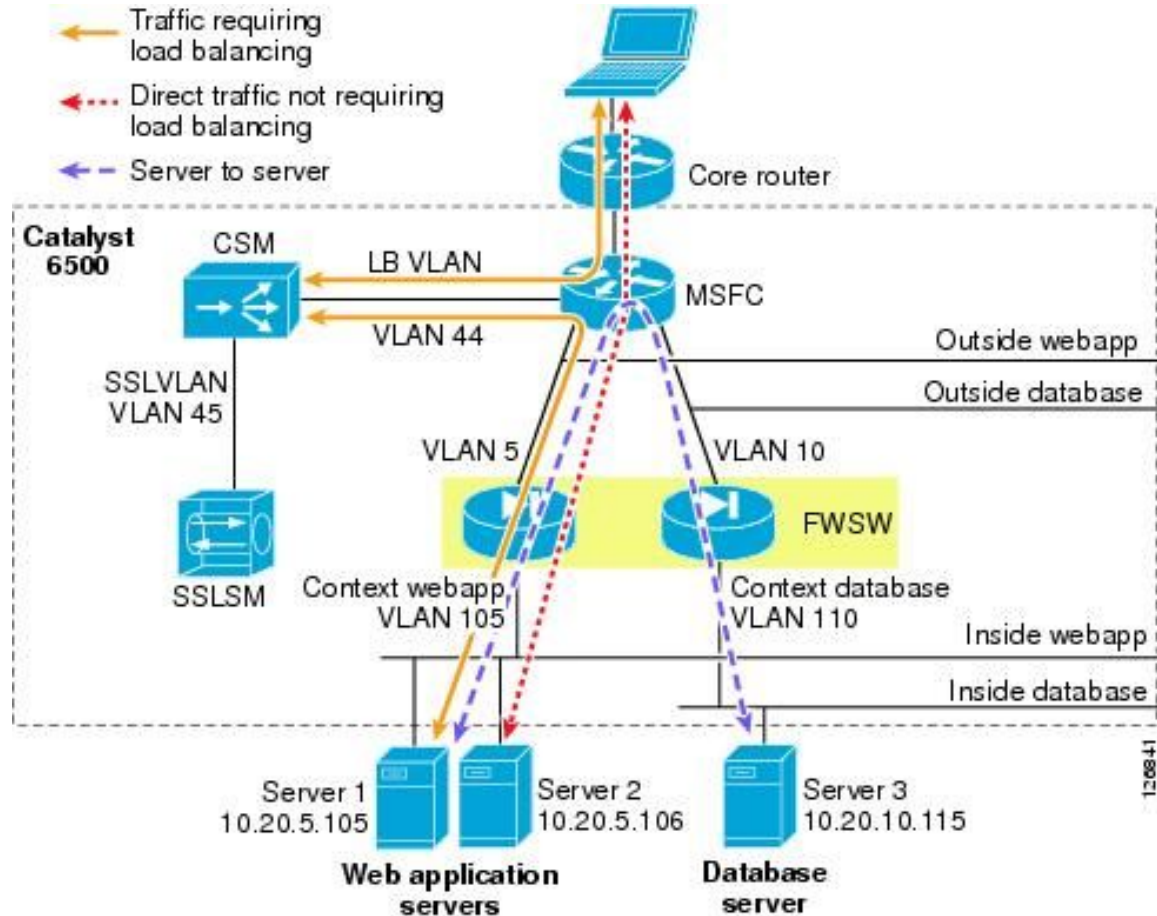 Traffic requiring
load balancing
Direct traffic not requiring
load balancing
Server to server
Core router
Catalyst
6500
CSM
LB VLAN
MSFC
VLAN 44
Outside webapp
SSLVLAN
VLAN 45
Outside database
VLAN 5
VLAN 10
FWSW
SSLSM
Context webapp
VLAN 105
Context database
VLAN 110
Inside webapp
Inside database
126841
Server 1
10.20.5.105
Server 2
10.20.5.106
Server 3
10.20.10.115
Web application
servers
Database
server